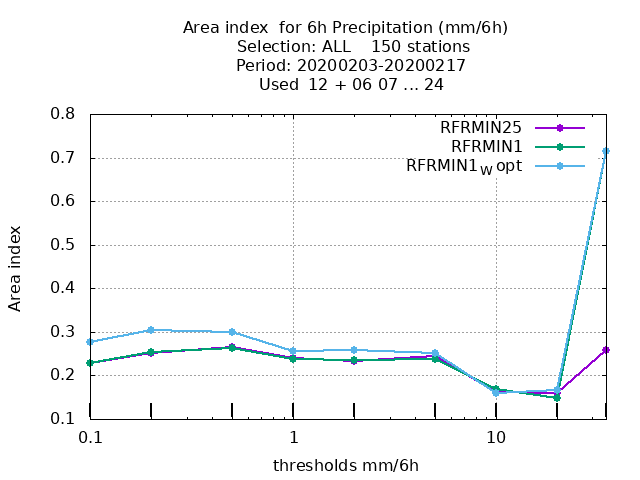 Area index  for 6h Precipitation (mm/6h)
Selection: ALL    150 stations
Period: 20200203-20200217
Used  12 + 06 07 ... 24
RFRMIN25
RFRMIN1
RFRMIN1W opt
0.8
0.7
0.6
0.5
0.4
0.3
0.2
0.1
Area index
0.1
1
10
thresholds mm/6h